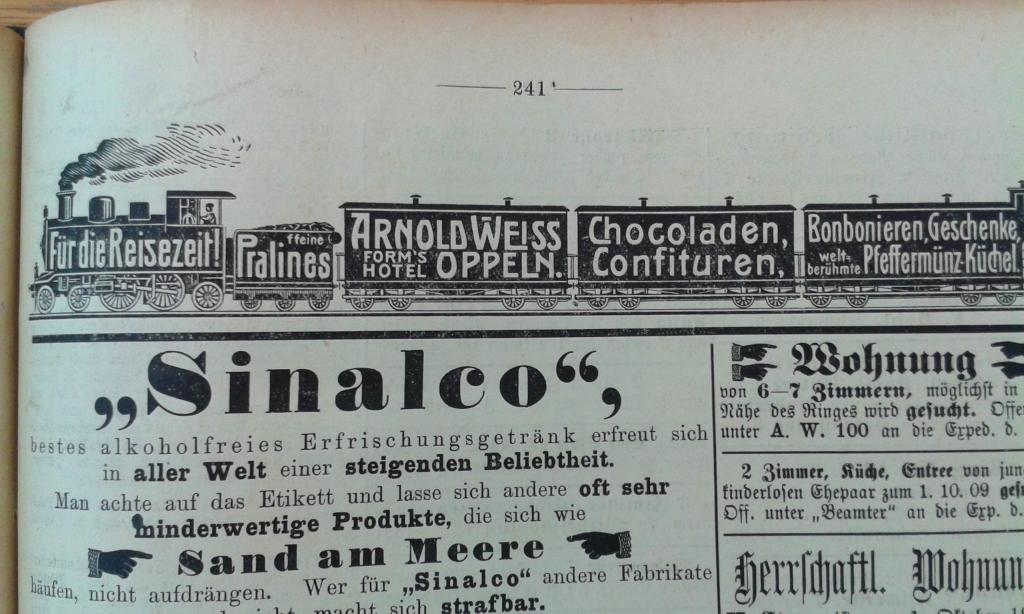 241
Für die Reisezeit!
ff feine
Pralines
ARNOLD WEISS
FORM'S HOTEL OPPELN.
Chocoladen,
Confituren,
Bonbonieren, Geschenke,
welt-berühmte Pfeffermünz-Küchel
„Sinalco“,
bestes alkoholfreies Erfrischungsgetränk erfreut sich
in aller Welt einer steigenden Beliebtheit.
Man achte auf das Etikett und lasse sich andere oft sehr
minderwertige Produkte, die sich wie
Sand am Meere
häufen, nicht aufdrängen. Wer für „Sinalco“ andere Fabrikate
macht sich strafbar.
Wohnung
von 6—7 Zimmern, möglichst in
Nähe des Ringes wird gesucht. Offe
unter A. W. 100 an die Exped. d.
2 Zimmer, Küche, Entree von jun
kinderlosen Ehepaar zum 1. 10. 09 ges
Off. unter „Beamter“ an die Exp. d.
Herrschaftl. Wohnun